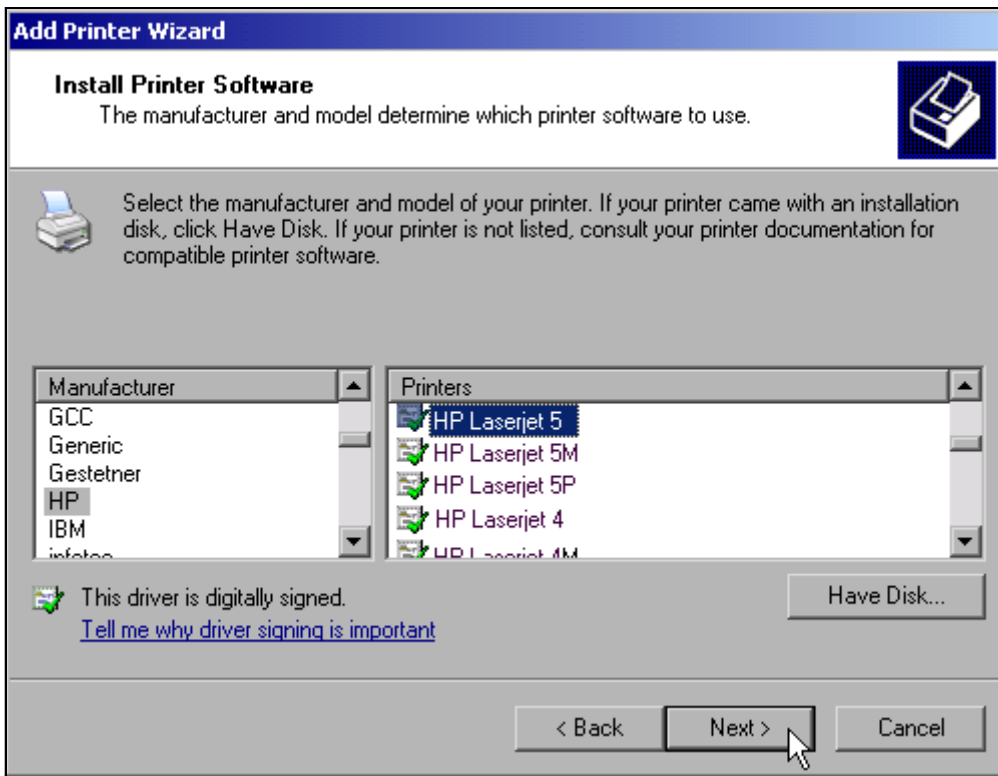 Add Printer Wizard
Install Printer Software
The manufacturer and model determine which printer software to use.
Select the manufacturer and model of your printer. If your printer came with an installation
disk, click Have Disk. If your printer is not listed, consult your printer documentation for
compatible printer software.
Manufacturer
GCC
Generic
Gestetner
HP
IBM
Printers
HP Laserjet 5
HP Laserjet 5M
HP Laserjet 5P
HP Laserjet 4
HP Laserjet 4M
This driver is digitally signed.
Have Disk...
Tell me why driver signing is important
< Back
Next >
Cancel